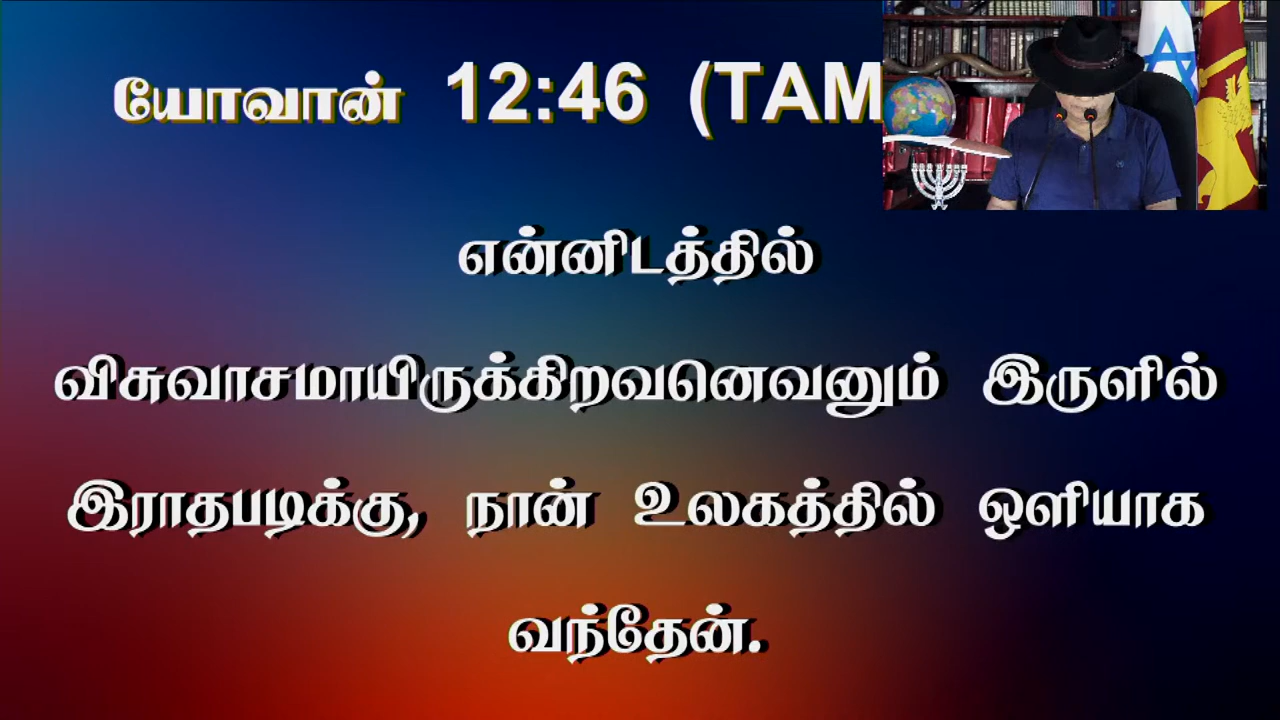 யோவான் 12:46 (TAM
என்னிடத்தில்
விசுவாசமாயிருக்கிறவனெவனும் இருளில்
இராதபடிக்கு, நான் உலகத்தில் ஒளியாக
வந்தேன்.